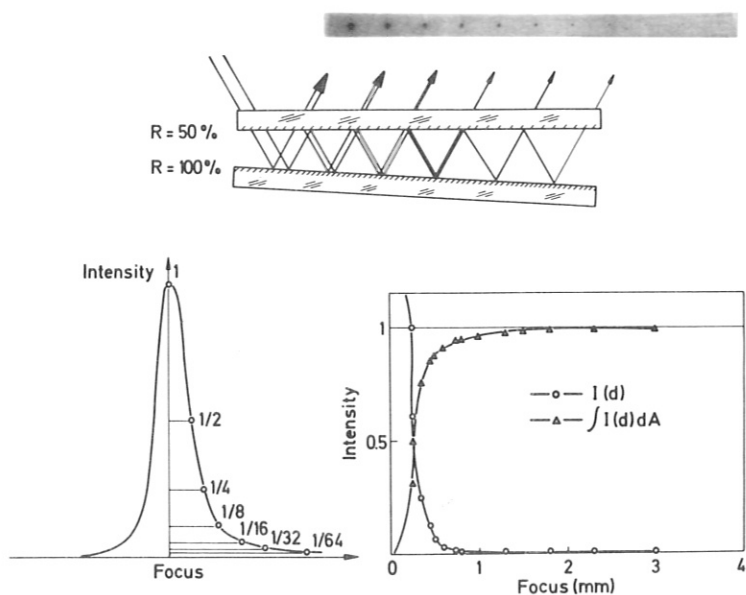 R = 50%
R = 100%
Intensity
1
1/2
1/4
1/8
1/16
1/32
1/64
Focus
Intensity
1
0.5
I(d)
∫I(d)dA
0
1
2
3
4
Focus (mm)